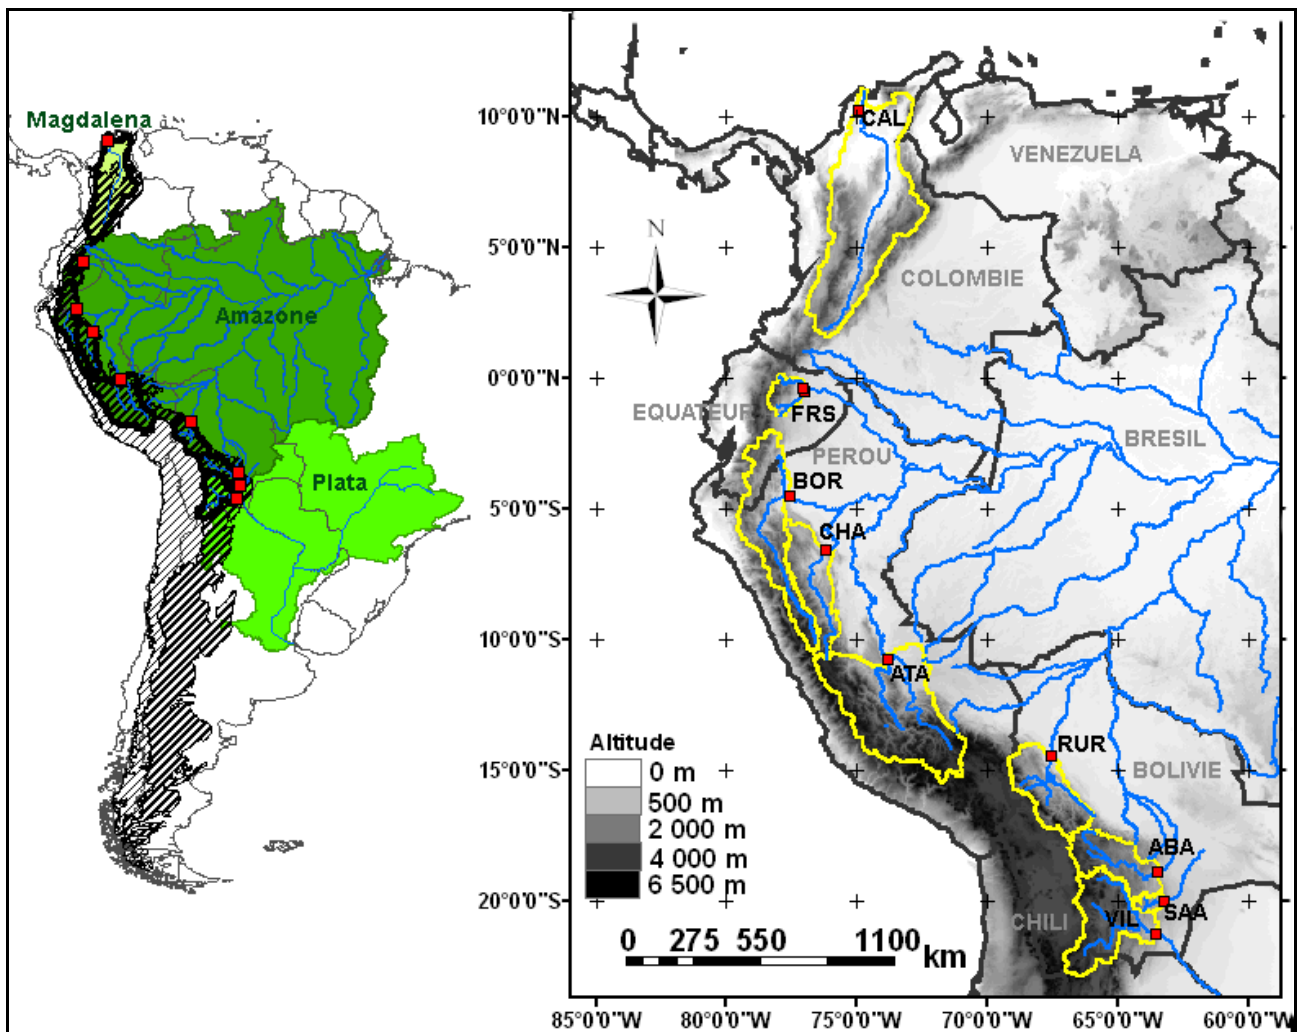 Magdalena
Amazone
Plata
10°0'0"N
5°0'0"N
0°0'0"N
5°0'0"S
10°0'0"S
15°0'0"S
20°0'0"S
N
CAL
VENEZUELA
COLOMBIE
EQUATEUR
FRS
PEROU
BRESIL
BOR
CHA
ATA
RUR
BOLIVIE
ABA
SAA
VIL
CHILI
Altitude
0 m
500 m
2 000 m
4 000 m
6 500 m
0 275 550 1100 km
85°0'0"W 80°0'0"W 75°0'0"W 70°0'0"W 65°0'0"W 60°0'0"W